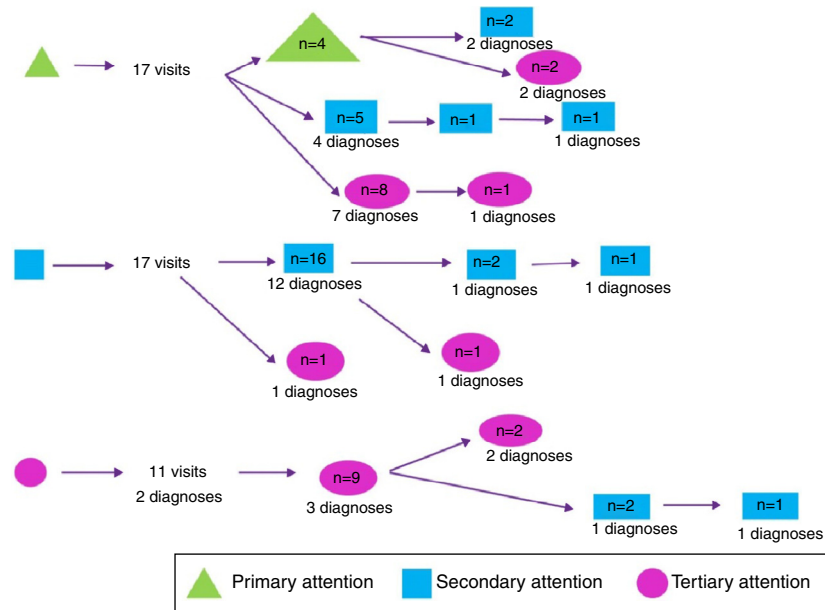 n=2
n=4
2 diagnoses
17 visits
n=2
2 diagnoses
n=5
n=1
n=1
4 diagnoses
1 diagnoses
n=8
n=1
7 diagnoses
1 diagnoses
17 visits
n=16
n=2
n=1
12 diagnoses
1 diagnoses
1 diagnoses
n=1
n=1
1 diagnoses
1 diagnoses
n=2
2 diagnoses
11 visits
2 diagnoses
n=9
3 diagnoses
n=2
n=1
1 diagnoses
1 diagnoses
Primary attention
Secondary attention
Tertiary attention